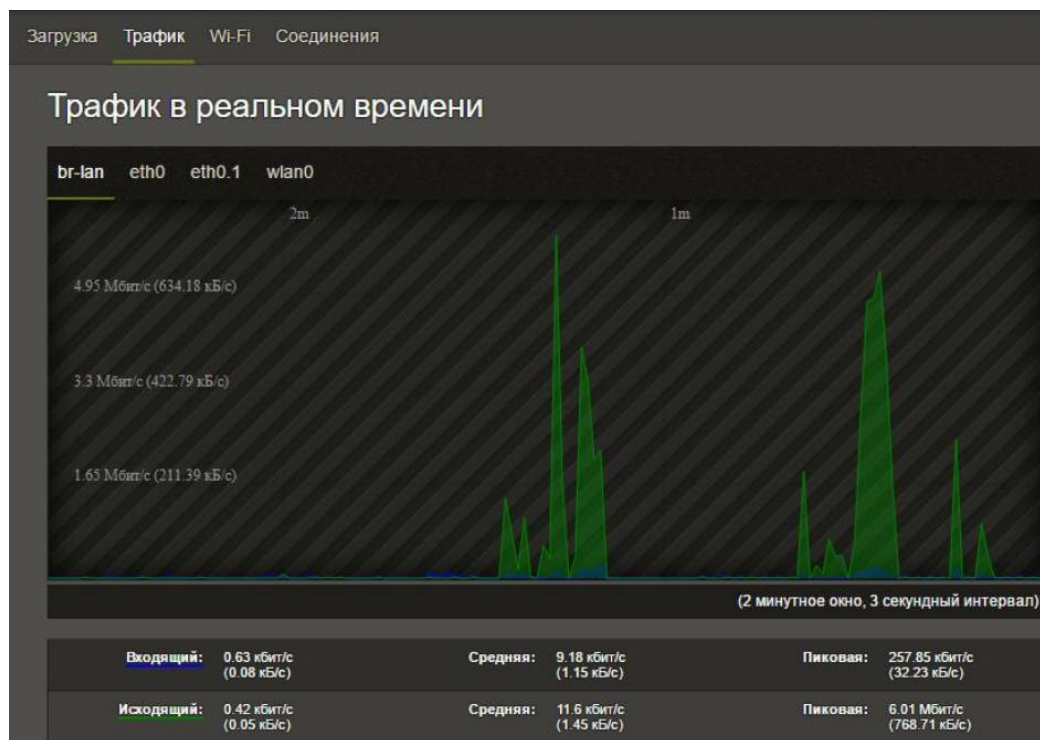 Загрузка Трафик Wi-Fi Соединения
Трафик в реальном времени
br-lan eth0 eth0.1 wlan0
2m 1m
4.95 Мбит/с (634.18 кБ/с)
3.3 Мбит/с (422.79 кБ/с)
1.65 Мбит/с (211.39 кБ/с)
(2 минутное окно, 3 секундный интервал)
Входящий: 0.63 кбит/с Средняя: 9.18 кбит/с Пиковая: 257.85 кбит/с
(0.08 кБ/с) (1.15 кБ/с) (32.23 кБ/с)
Исходящий: 0.42 кбит/с Средняя: 11.6 кбит/с Пиковая: 6.01 Мбит/с
(0.05 кБ/с) (1.45 кБ/с) (768.71 кБ/с)